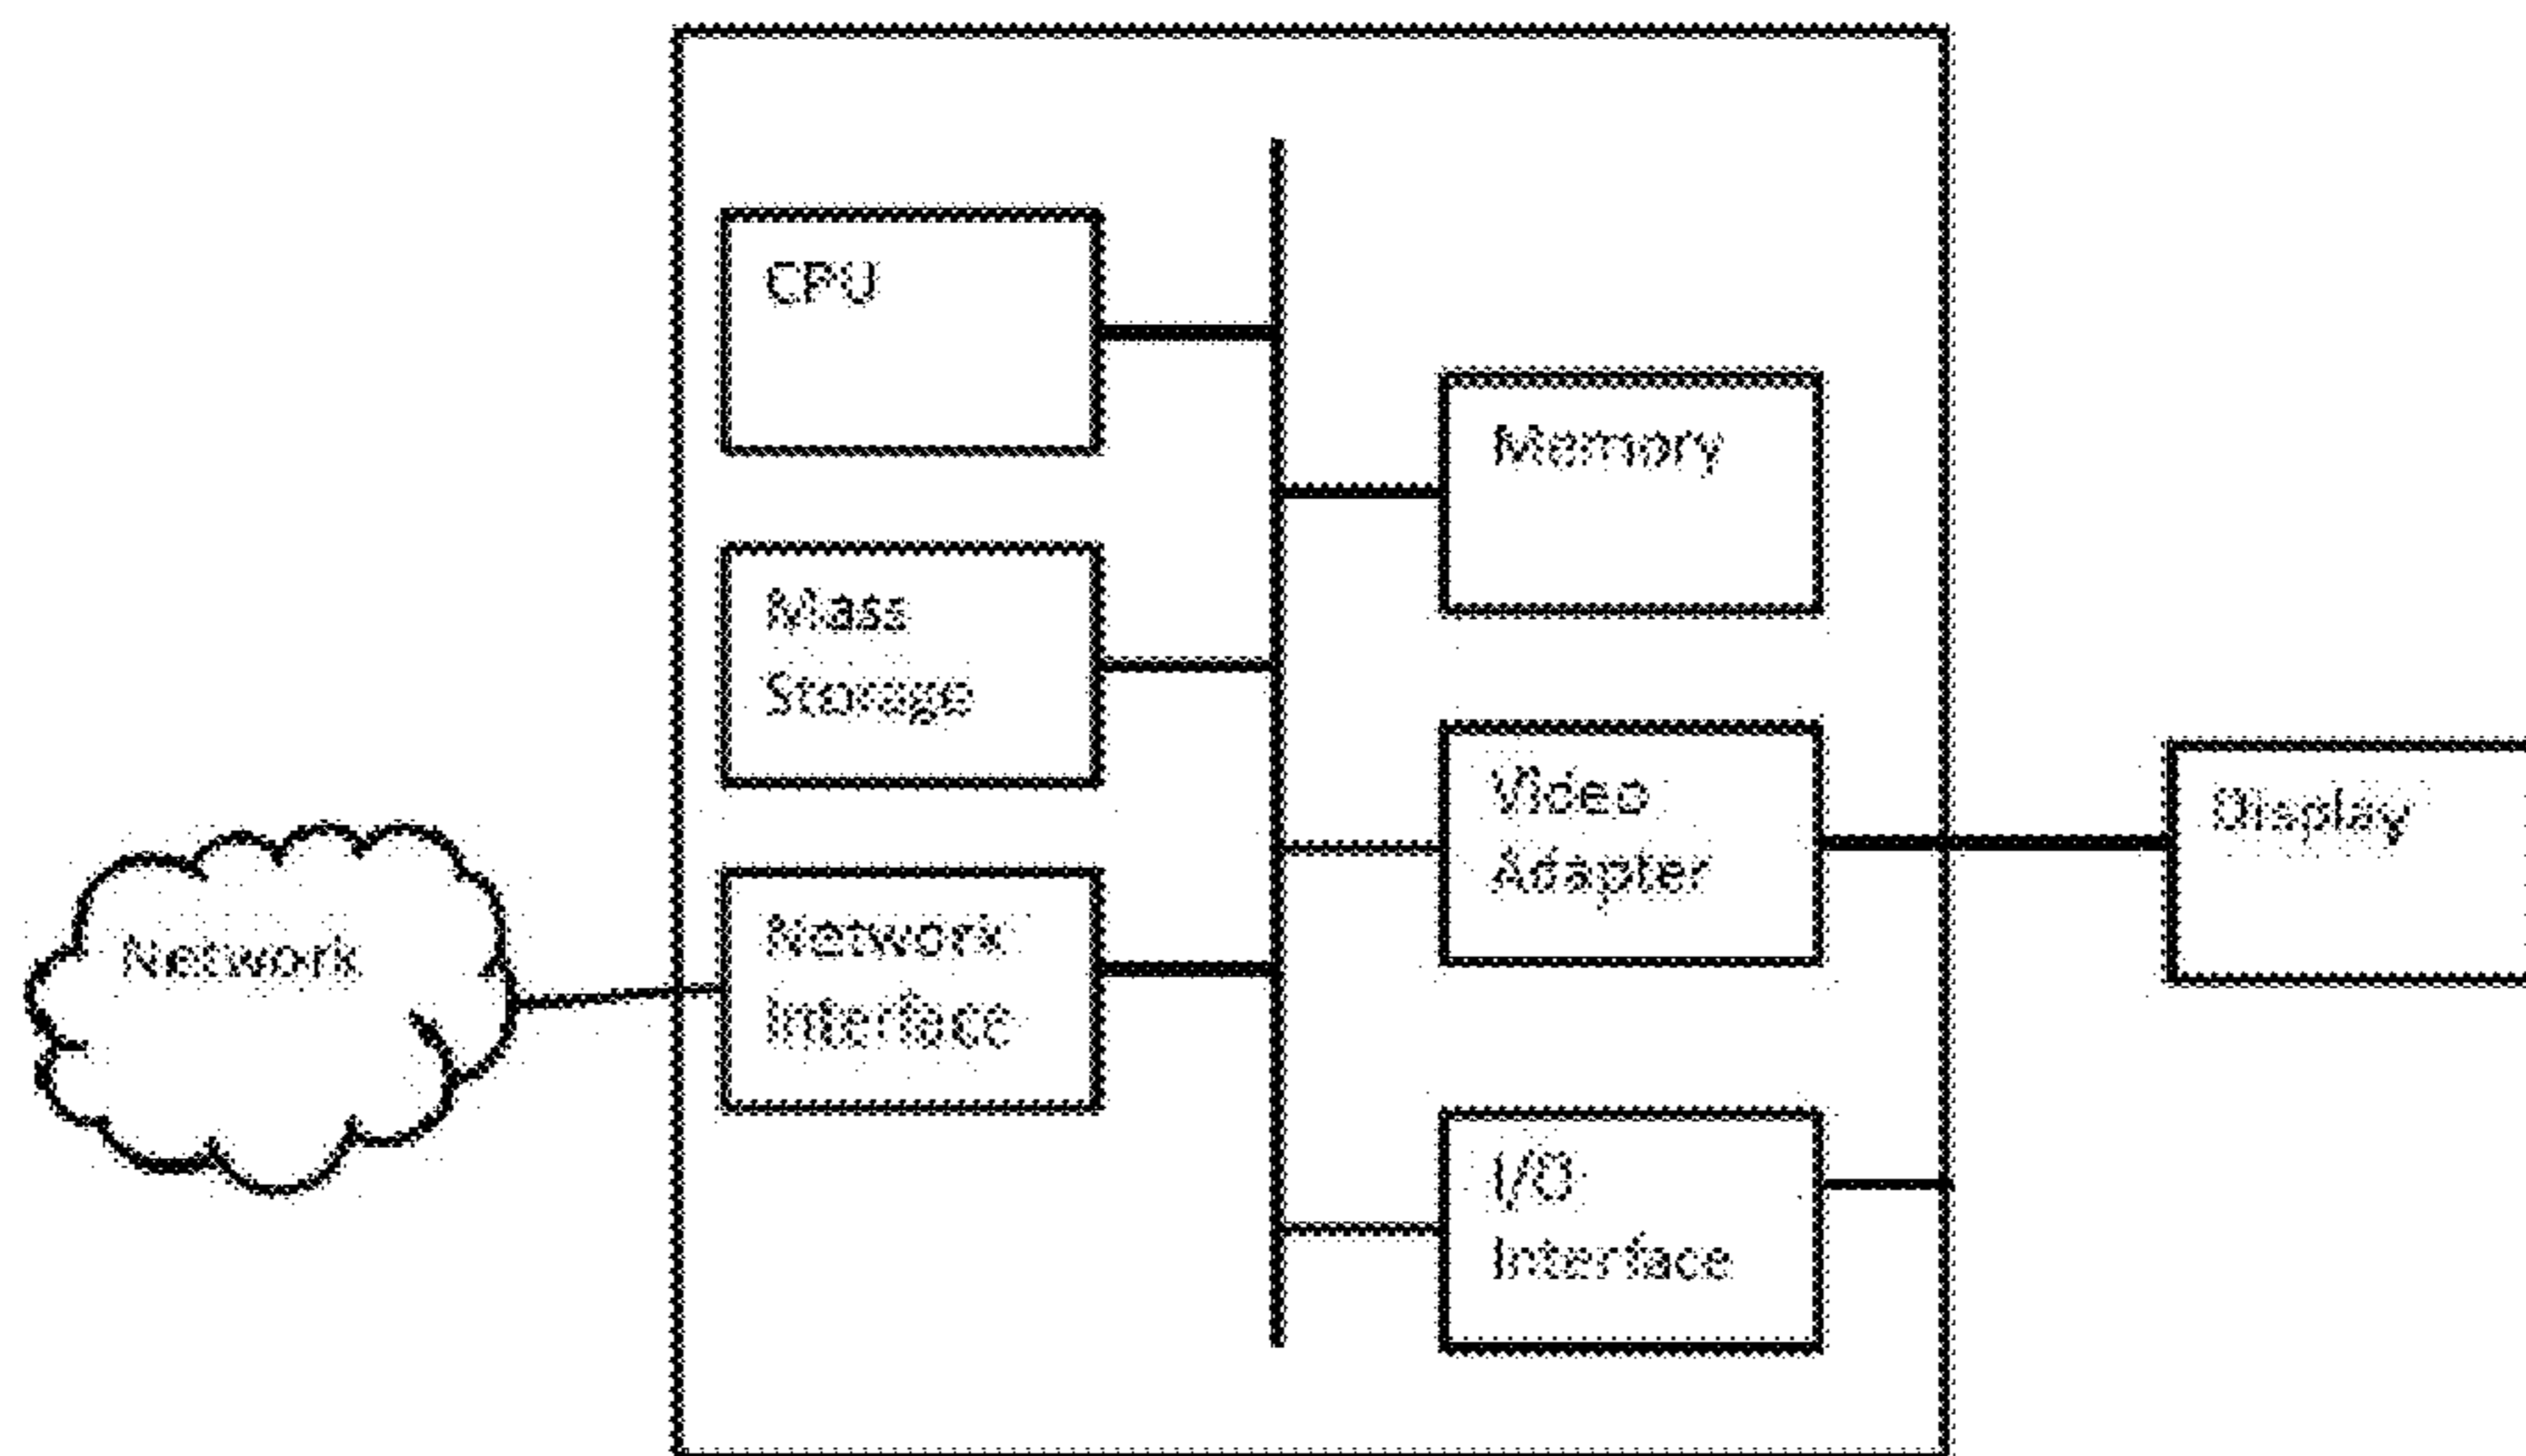 CPU
Memory
Mass
Storage
Video
Adapter
Display
Network
Network
Interface
I/O
Interface